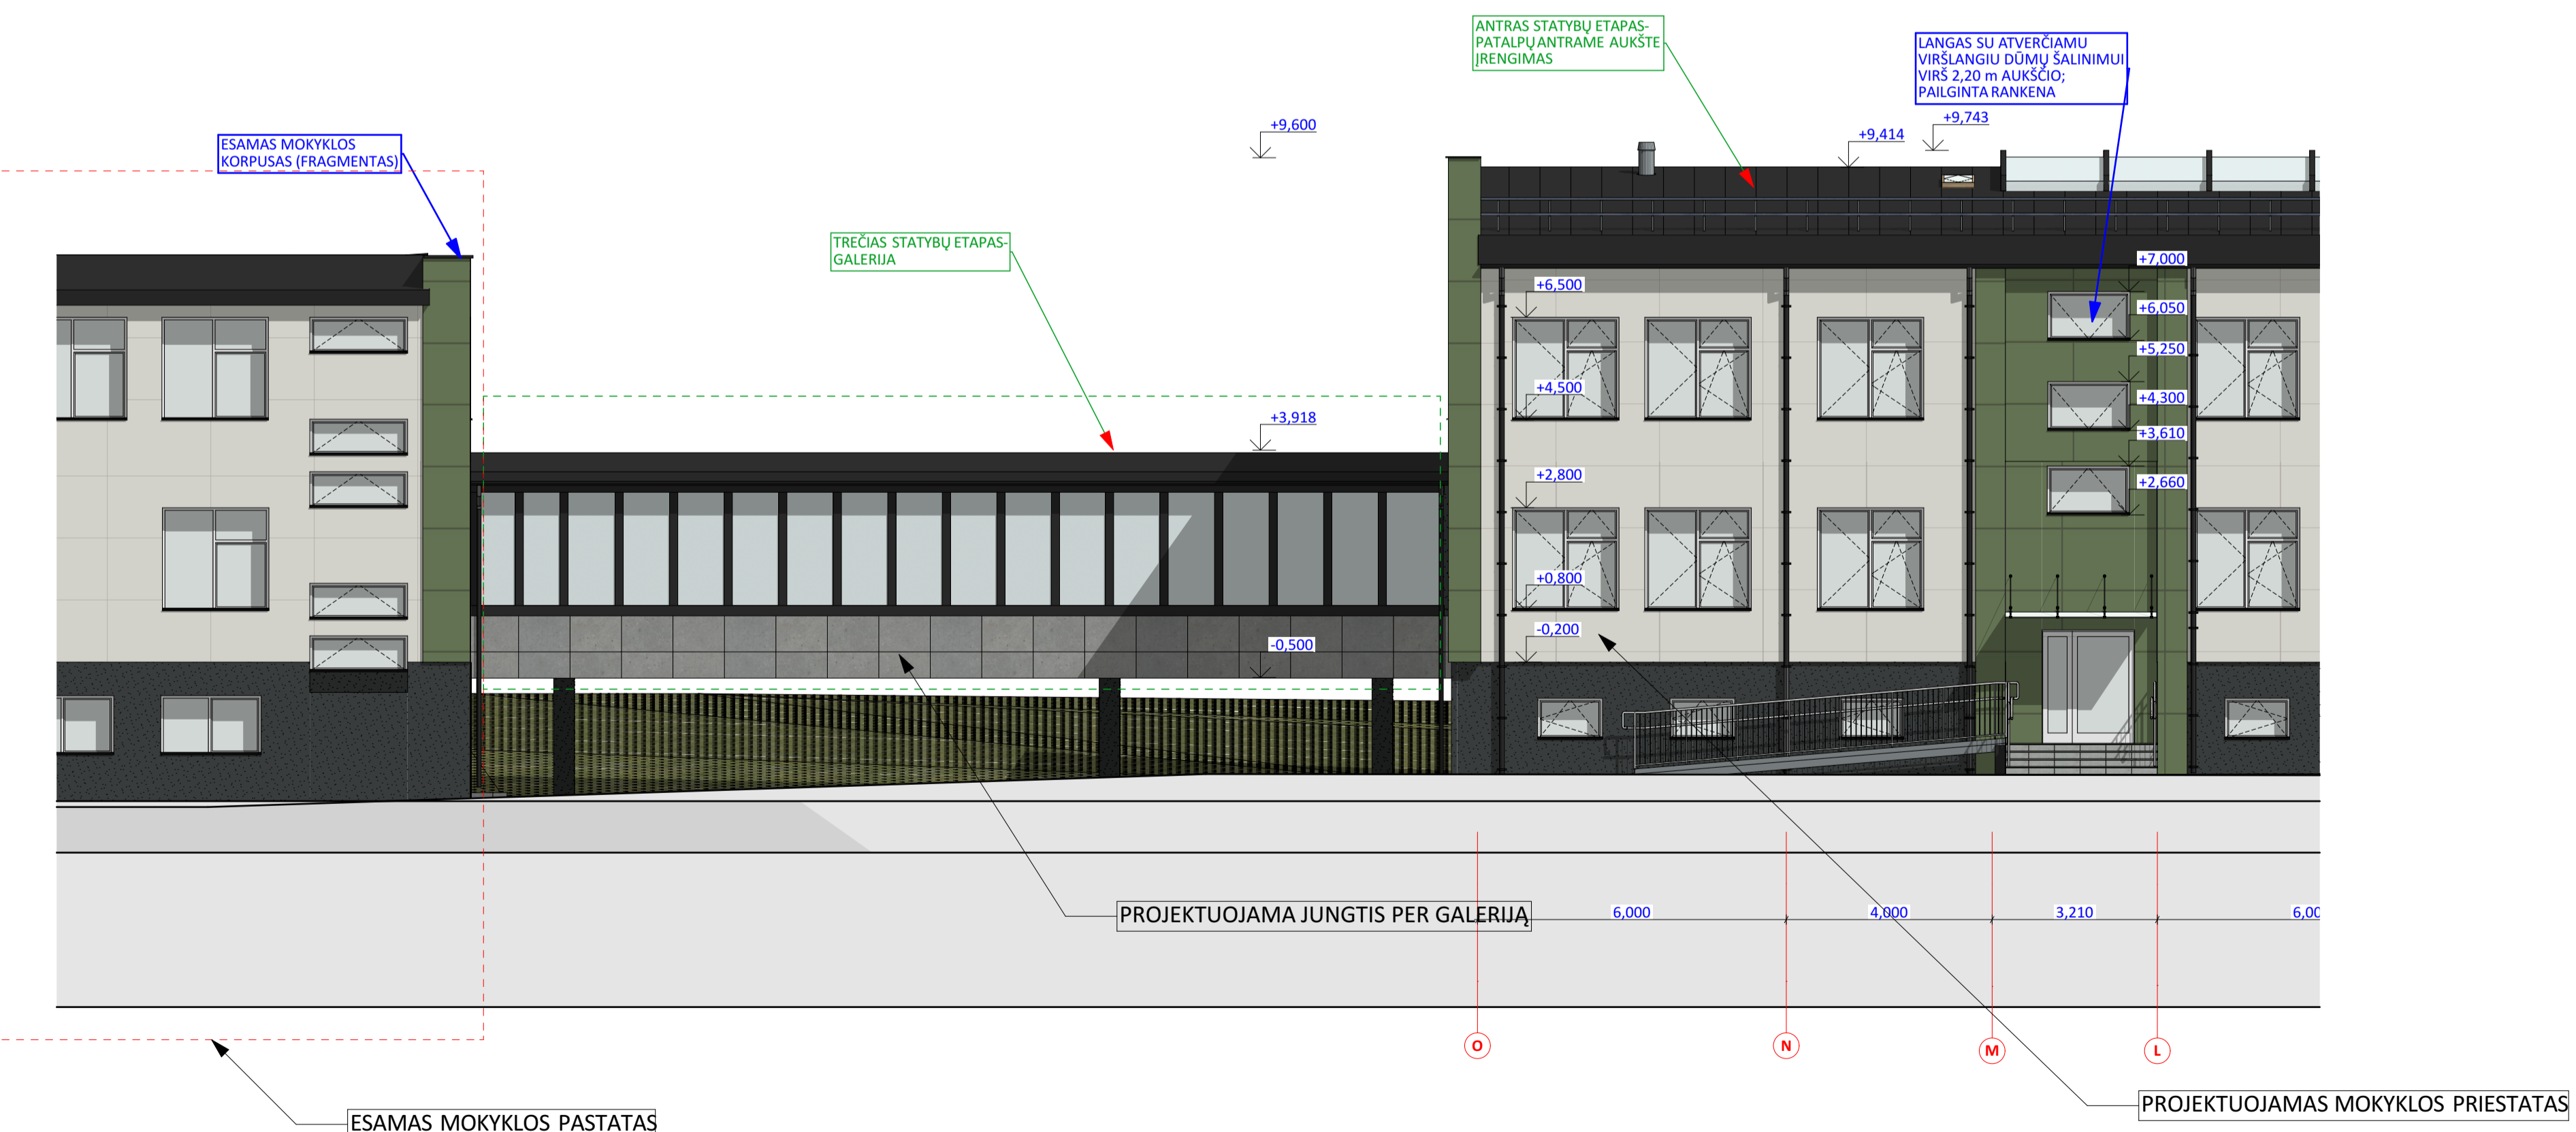 ANTRAS STATYBŲ ETAPAS-
PATALPŲ ANTRAME AUKŠTE
ĮRENGIMAS
LANGAS SU ATVERČIAMU
VIRŠLANGIU DŪMŲ ŠALINIMUI
VIRŠ 2,20 m AUKŠČIO;
PAILGINTA RANKENA
ESAMAS MOKYKLOS
KORPUSAS (FRAGMENTAS)
+9,600
+9,414
+9,743
TREČIAS STATYBŲ ETAPAS-
GALERIJA
+7,000
+6,500
+6,050
+5,250
+4,500
+4,300
+3,918
+3,610
+2,800
+2,660
+0,800
-0,200
-0,500
PROJEKTUOJAMA JUNGTIS PER GALERIJĄ
6,000
4,000
3,210
6,00
O
N
M
L
PROJEKTUOJAMAS MOKYKLOS PRIESTATAS
ESAMAS MOKYKLOS PASTATAS